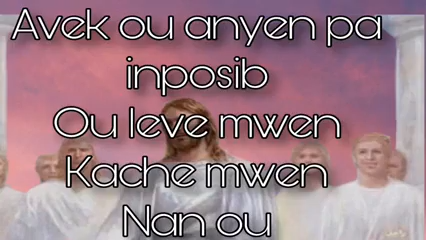 Avek ou anyen pa
inposib
Ou leve mwen
Kache mwen
Nan ou